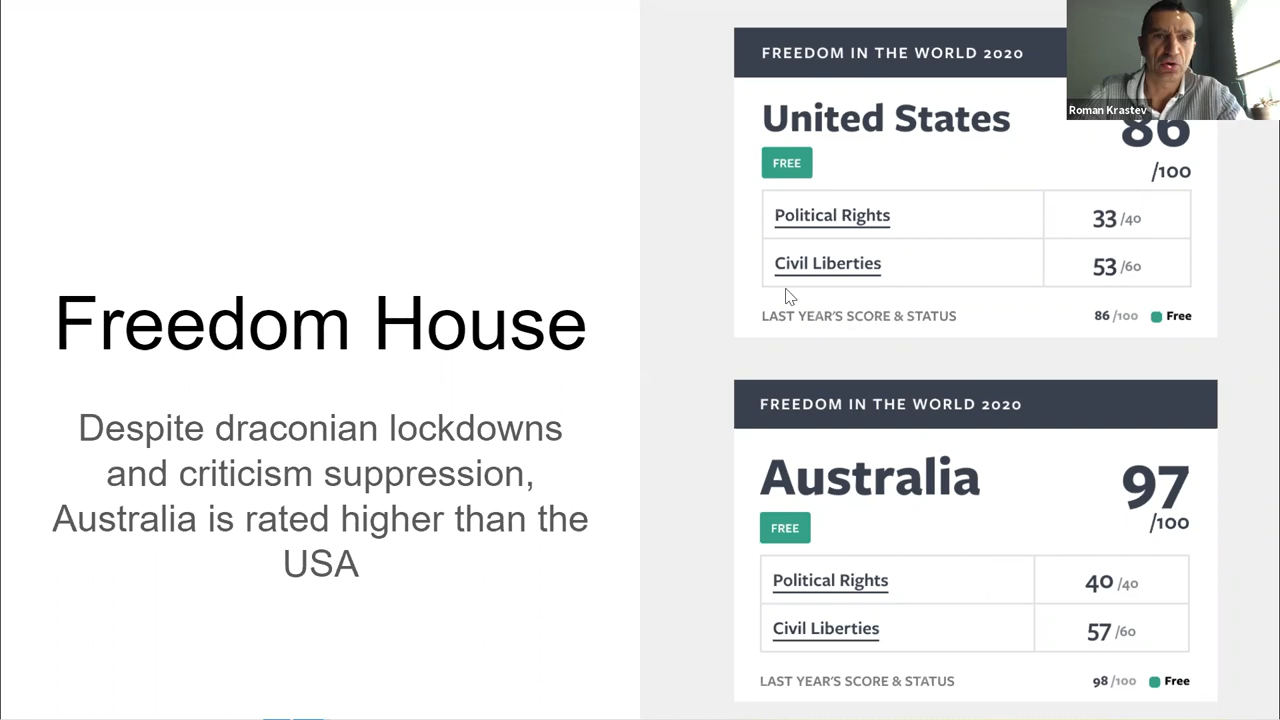 Freedom House
Despite draconian lockdowns
and criticism suppression,
Australia is rated higher than the
USA
FREEDOM IN THE WORLD 2020
United States
86
/100
FREE
Political Rights
33 /40
Civil Liberties
53 /60
LAST YEAR'S SCORE & STATUS
86 /100 Free
FREEDOM IN THE WORLD 2020
Australia
97
/100
FREE
Political Rights
40 /40
Civil Liberties
57 /60
LAST YEAR'S SCORE & STATUS
98 /100 Free
Roman Krastev